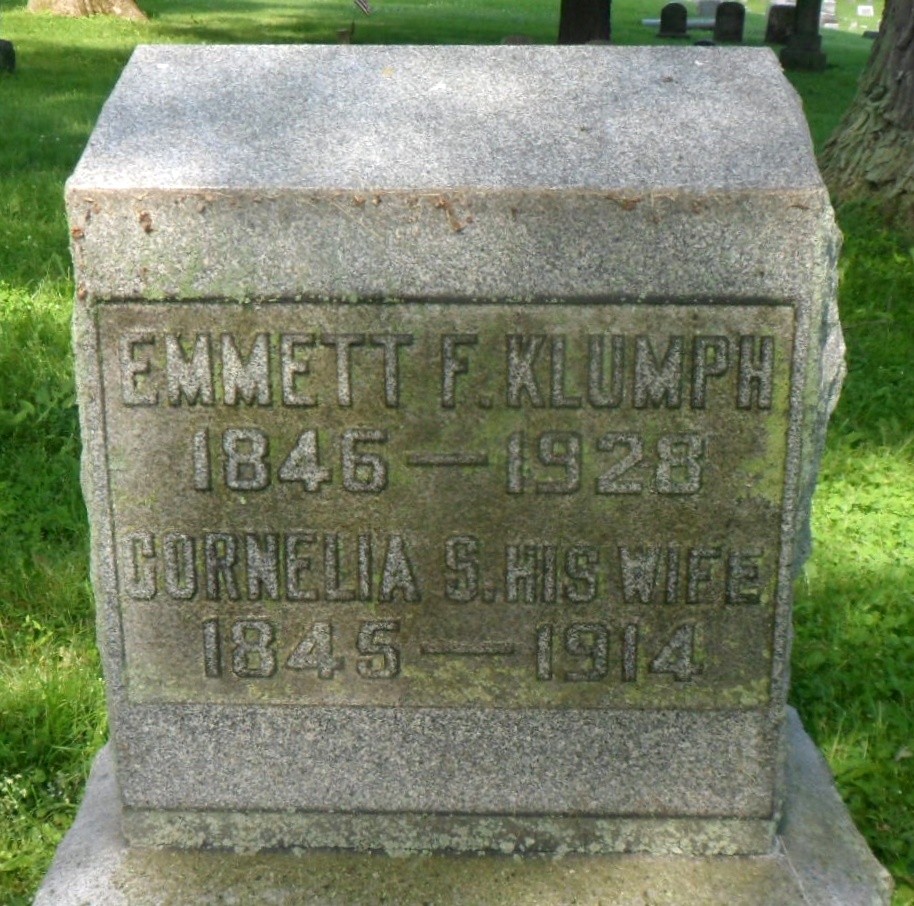 EMMETT F. KLUMPH
1846 — 1928
CORNELIA S. HIS WIFE
1845 — 1914